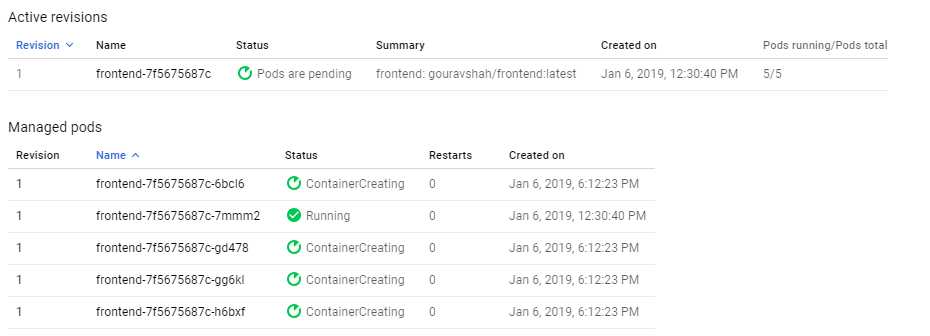 Active revisions
Revision Name Status Summary Created on Pods running/Pods total
1 frontend-7f5675687c Pods are pending frontend: gouravshah/frontend:latest Jan 6, 2019, 12:30:40 PM 5/5
Managed pods
Revision Name Status Restarts Created on
1 frontend-7f5675687c-6bcl6 ContainerCreating 0 Jan 6, 2019, 6:12:23 PM
1 frontend-7f5675687c-7mmm2 Running 0 Jan 6, 2019, 12:30:40 PM
1 frontend-7f5675687c-gd478 ContainerCreating 0 Jan 6, 2019, 6:12:23 PM
1 frontend-7f5675687c-gg6kl ContainerCreating 0 Jan 6, 2019, 6:12:23 PM
1 frontend-7f5675687c-h6bxf ContainerCreating 0 Jan 6, 2019, 6:12:23 PM